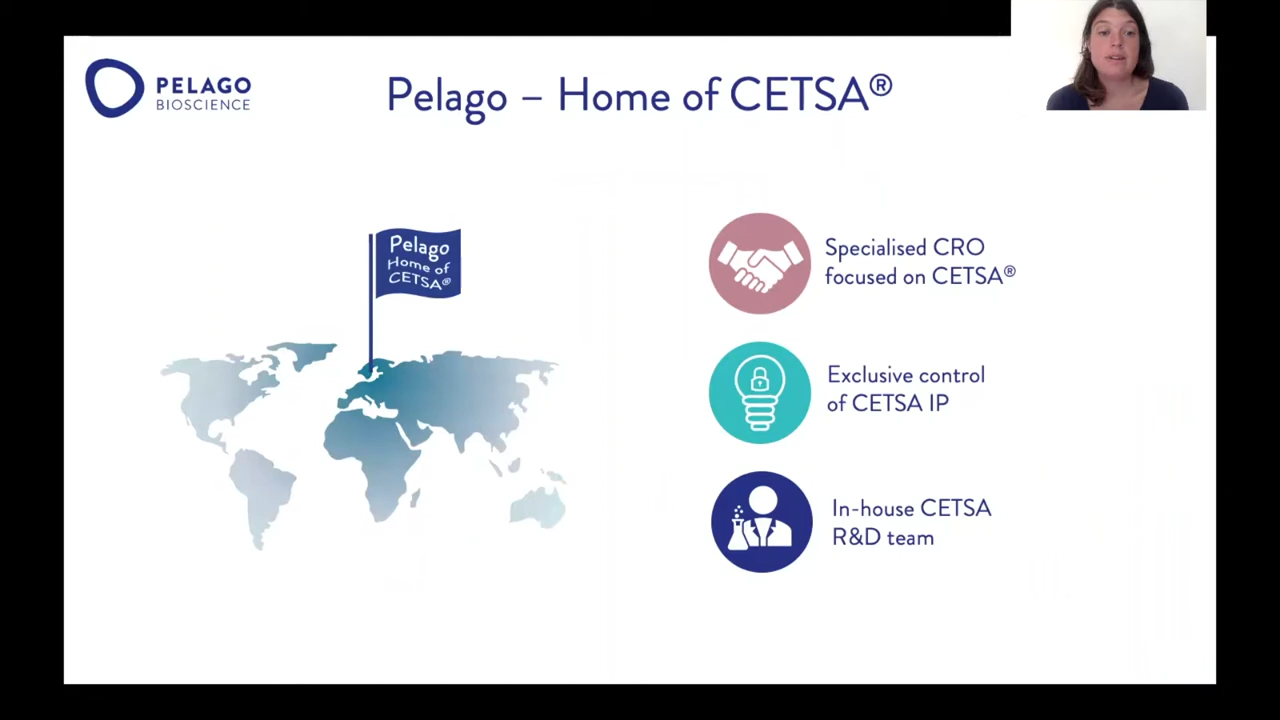 PELAGO
BIOSCIENCE
Pelago – Home of CETSA®
Pelago
Home of
CETSA®
Specialised CRO
focused on CETSA®
Exclusive control
of CETSA IP
In-house CETSA
R&D team